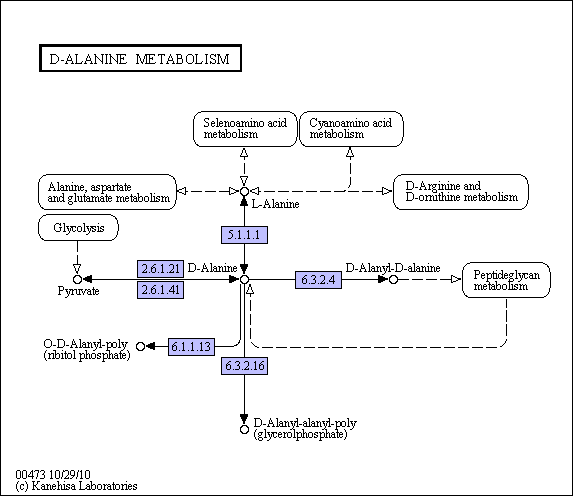 D-ALANINE METABOLISM
Selenoamino acid
metabolism
Cyanoamino acid
metabolism
Alanine, aspartate
and glutamate metabolism
L-Alanine
D-Arginine and
D-ornithine metabolism
Glycolysis
5.1.1.1
2.6.1.21
D-Alanine
6.3.2.4
D-Alanyl-D-alanine
Peptideglycan
metabolism
Pyruvate
2.6.1.41
O-D-Alanyl-poly
(ribitol phosphate)
6.1.1.13
6.3.2.16
D-Alanyl-alanyl-poly
(glycerolphosphate)
00473 10/29/10
(c) Kanehisa Laboratories